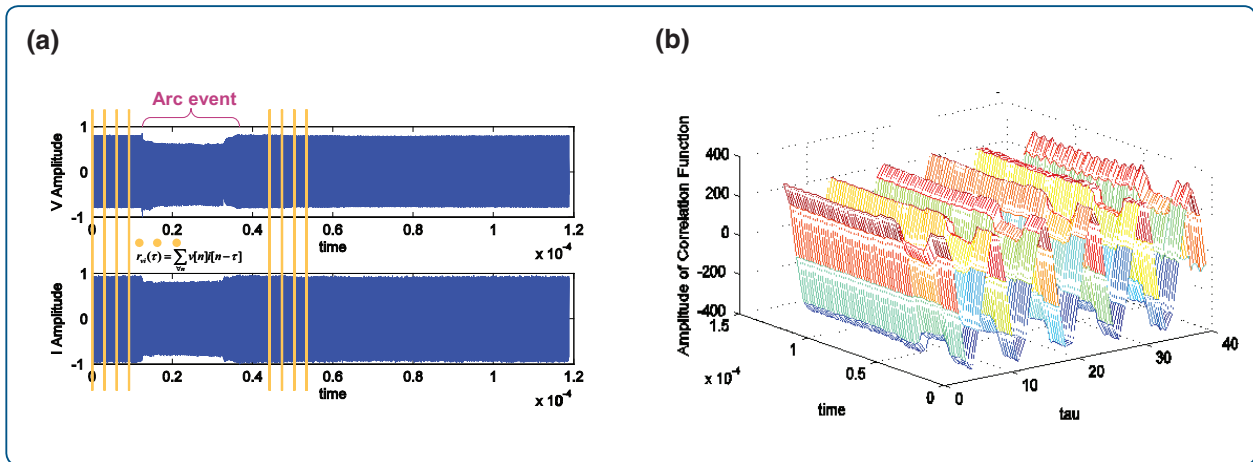 (a)
Arc event
1
0
-1
V Amplitude
0
0.2
0.4
0.6
0.8
1
1.2
time
x 10⁻⁴
r_vi(τ) = ∑_∀n v[n]i[n − τ]
1
0
-1
I Amplitude
0
0.2
0.4
0.6
0.8
1
1.2
time
x 10⁻⁴
(b)
Amplitude of Correlation Function
400
200
0
-200
-400
1.5
1
0.5
0
x 10⁻⁴
time
0
10
20
30
40
tau